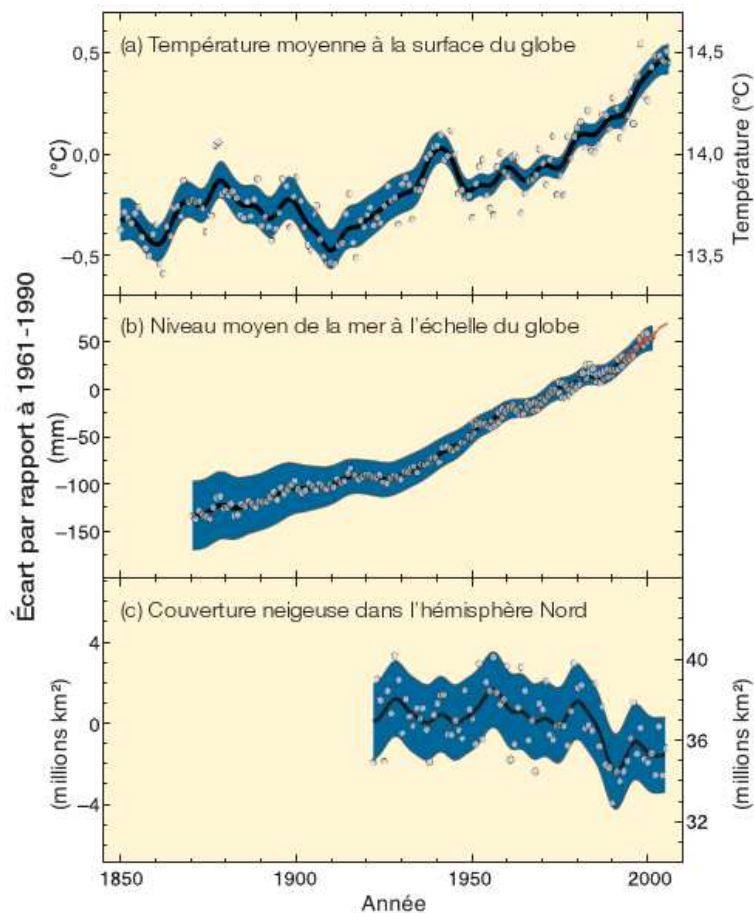 Écart par rapport à 1961-1990
(a) Température moyenne à la surface du globe
(°C)
0,5
0,0
−0,5
14,5
14,0
13,5
Température (°C)
(b) Niveau moyen de la mer à l'échelle du globe
(mm)
50
0
−50
−100
−150
(c) Couverture neigeuse dans l'hémisphère Nord
(millions km²)
4
0
−4
40
36
32
(millions km²)
1850 1900 1950 2000
Année